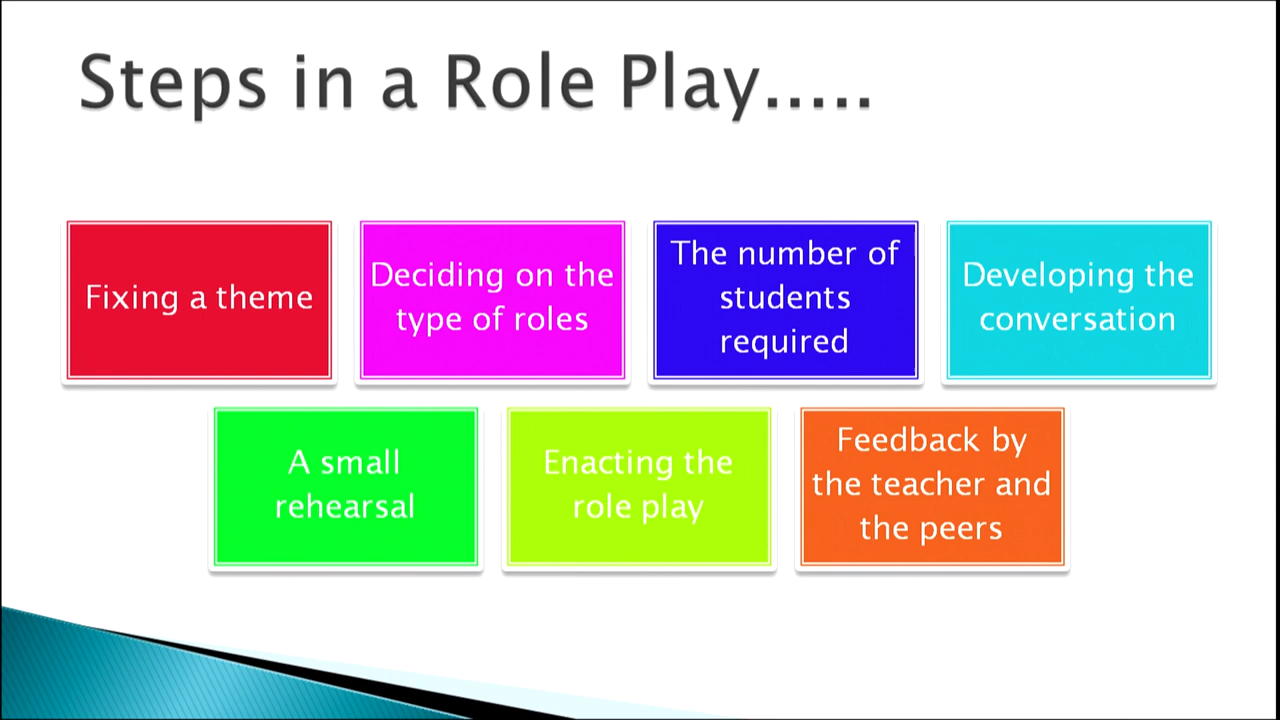 Steps in a Role Play.....
Fixing a theme
Deciding on the
type of roles
The number of
students
required
Developing the
conversation
A small
rehearsal
Enacting the
role play
Feedback by
the teacher and
the peers